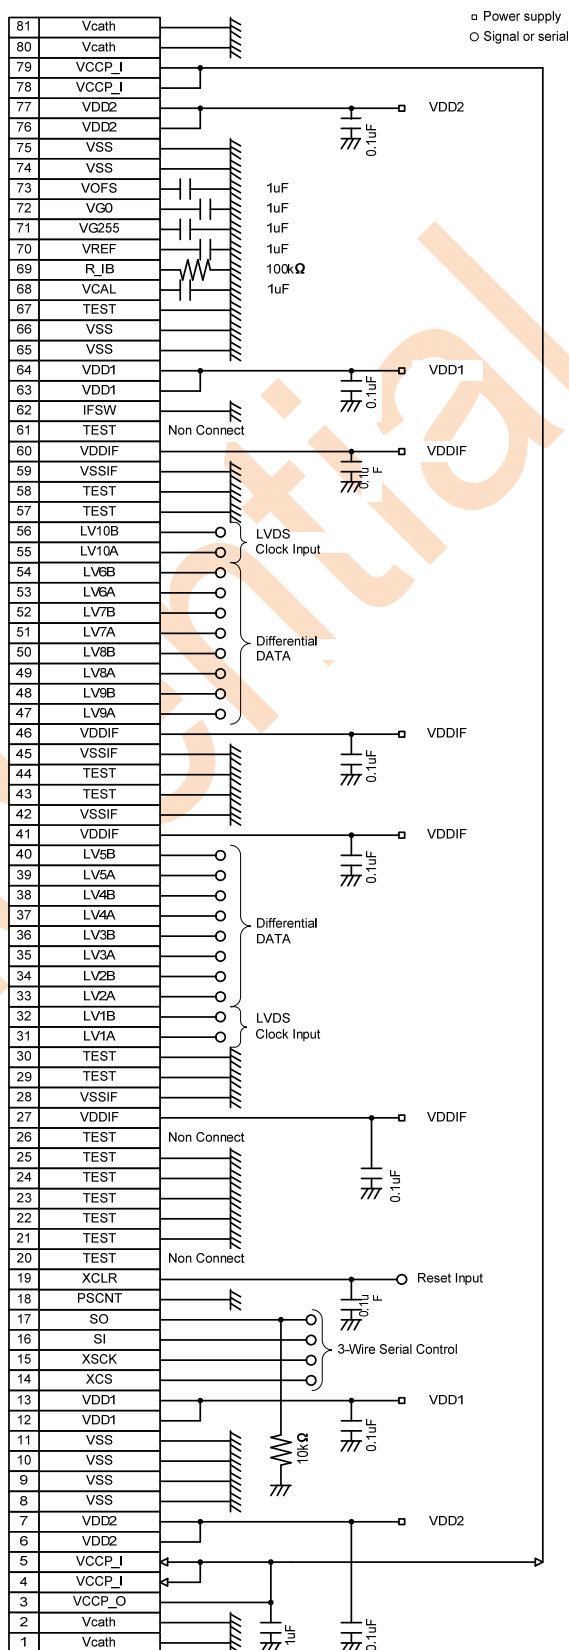 □ Power supply
○ Signal or serial
81 Vcath
80 Vcath
79 VCCP_I
78 VCCP_I
77 VDD2 VDD2
76 VDD2 0.1uF
75 VSS
74 VSS
73 VOFS 1uF
72 VG0 1uF
71 VG255 1uF
70 VREF 1uF
69 R_IB 100kΩ
68 VCAL 1uF
67 TEST
66 VSS
65 VSS
64 VDD1 VDD1
63 VDD1 0.1uF
62 IFSW
61 TEST Non Connect
60 VDDIF VDDIF
59 VSSIF 0.1uF
58 TEST
57 TEST
56 LV10B LVDS
55 LV10A Clock Input
54 LV6B
53 LV6A
52 LV7B
51 LV7A Differential
50 LV8B DATA
49 LV8A
48 LV9B
47 LV9A
46 VDDIF VDDIF
45 VSSIF 0.1uF
44 TEST
43 TEST
42 VSSIF
41 VDDIF VDDIF
40 LV5B 0.1uF
39 LV5A
38 LV4B
37 LV4A Differential
36 LV3B DATA
35 LV3A
34 LV2B
33 LV2A
32 LV1B LVDS
31 LV1A Clock Input
30 TEST
29 TEST
28 VSSIF
27 VDDIF VDDIF
26 TEST Non Connect
25 TEST
24 TEST 0.1uF
23 TEST
22 TEST
21 TEST
20 TEST Non Connect
19 XCLR Reset Input
18 PSCNT 0.1uF
17 SO
16 SI 3-Wire Serial Control
15 XSCK
14 XCS
13 VDD1 VDD1
12 VDD1 0.1uF
11 VSS 10kΩ
10 VSS
9 VSS
8 VSS
7 VDD2 VDD2
6 VDD2
5 VCCP_I
4 VCCP_I
3 VCCP_O
2 Vcath 1uF 0.1uF
1 Vcath
ential